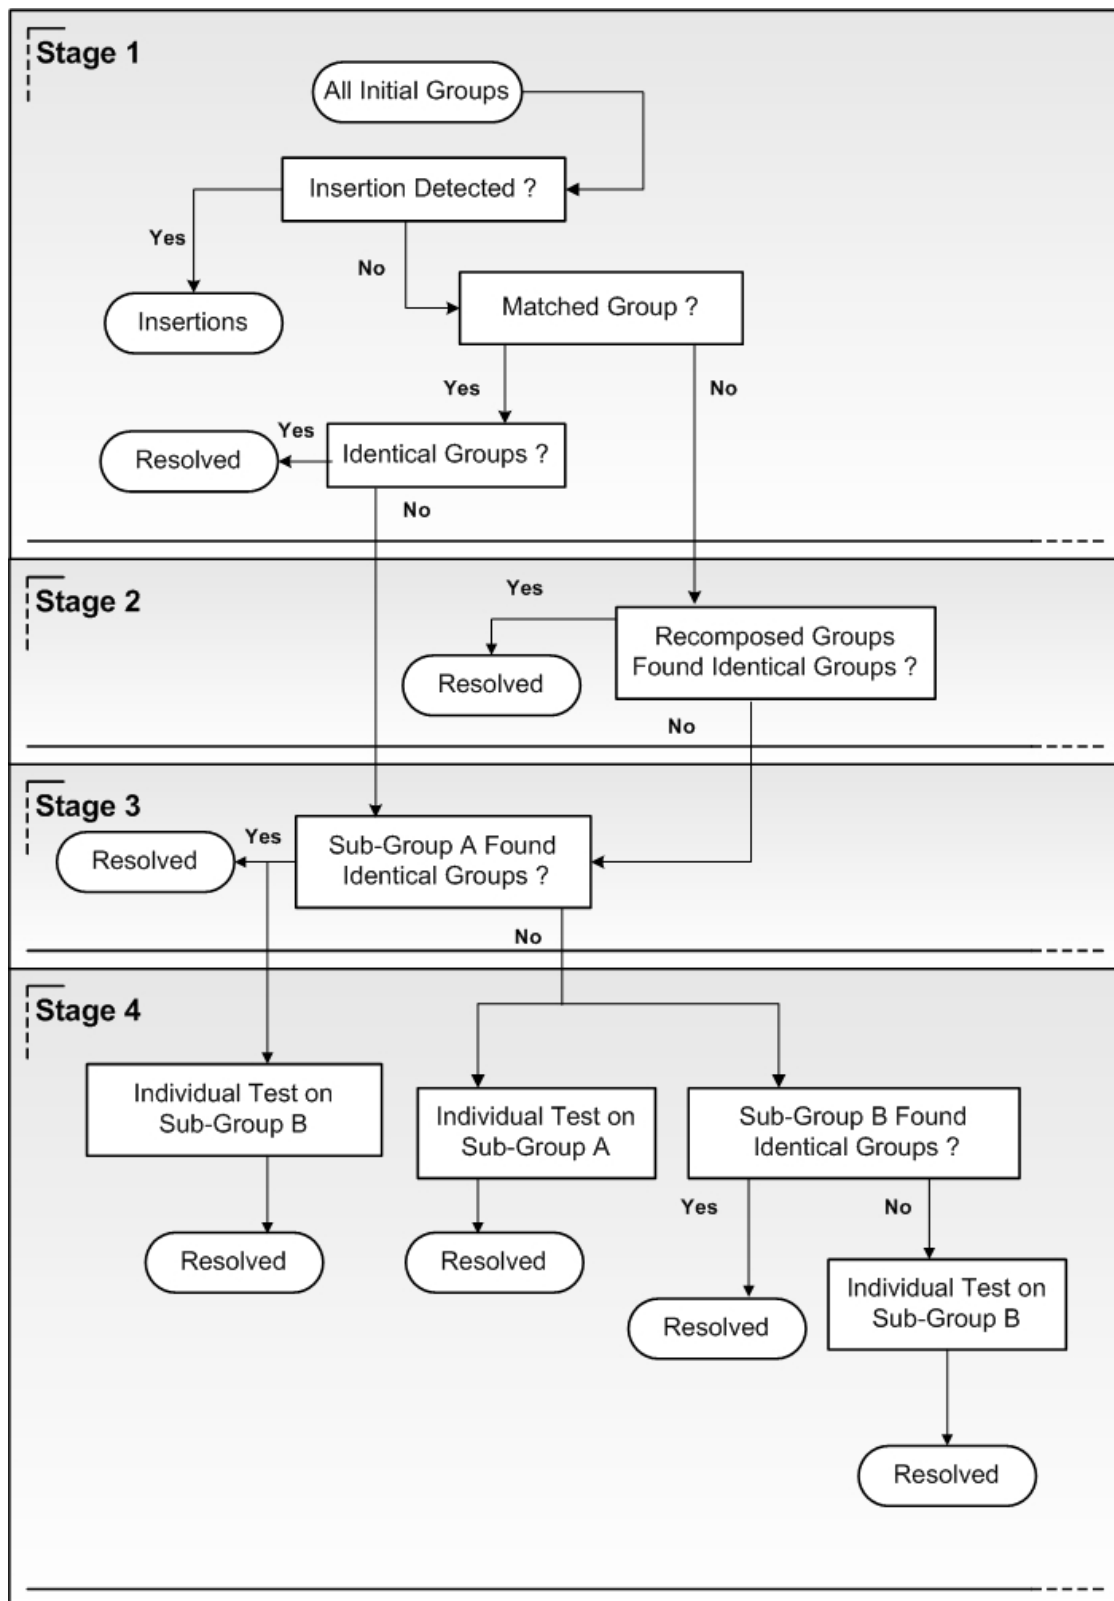 Stage 1
All Initial Groups
Insertion Detected ?
Yes
No
Insertions
Matched Group ?
Yes
No
Yes
Resolved
Identical Groups ?
No
Stage 2
Yes
Recomposed Groups
Found Identical Groups ?
Resolved
No
Stage 3
Yes
Resolved
Sub-Group A Found
Identical Groups ?
No
Stage 4
Individual Test on
Sub-Group B
Individual Test on
Sub-Group A
Sub-Group B Found
Identical Groups ?
Yes
No
Resolved
Resolved
Resolved
Individual Test on
Sub-Group B
Resolved